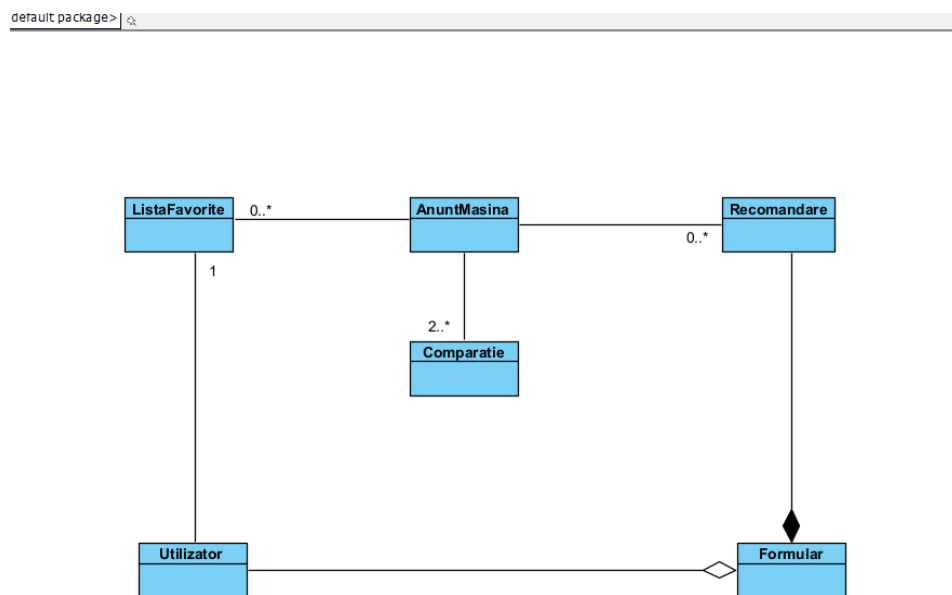 default package>
ListaFavorite
0..*
AnuntMasina
Recomandare
0..*
1
2..*
Comparatie
Utilizator
Formular